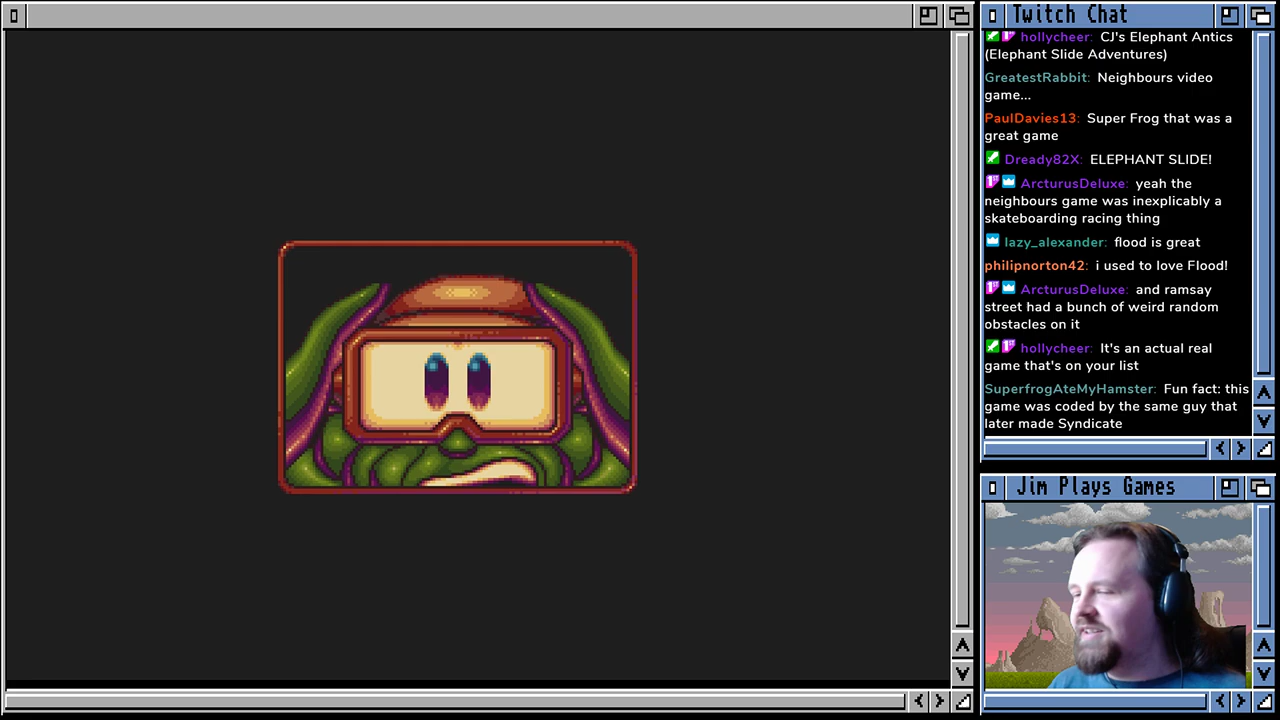 Twitch Chat
hollycheer: CJ's Elephant Antics
(Elephant Slide Adventures)
GreatestRabbit: Neighbours video
game...
PaulDavies13: Super Frog that was a
great game
Dready82X: ELEPHANT SLIDE!
ArcturusDeluxe: yeah the
neighbours game was inexplicably a
skateboarding racing thing
lazy_alexander: flood is great
philipnorton42: i used to love Flood!
ArcturusDeluxe: and ramsay
street had a bunch of weird random
obstacles on it
hollycheer: It's an actual real
game that's on your list
SuperfrogAteMyHamster: Fun fact: this
game was coded by the same guy that
later made Syndicate
Jim Plays Games